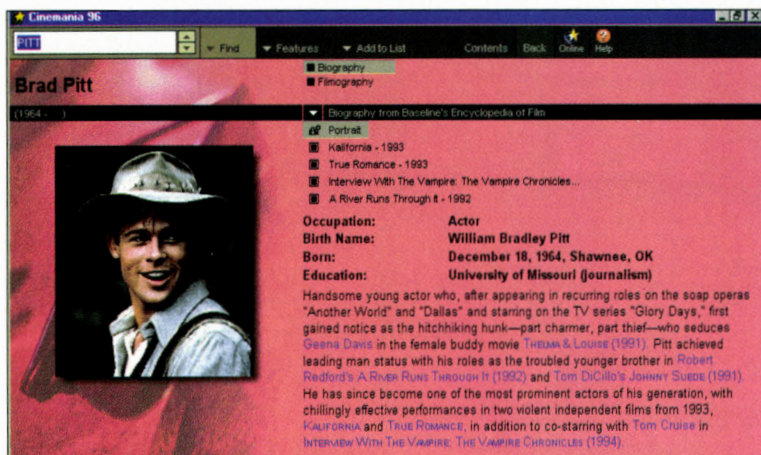 Cinemania 96
PITT
Find
Features
Add to List
Contents
Back
Online
Help
Brad Pitt
Biography
Filmography
(1964 - )
Biography from Baseline's Encyclopedia of Film
Portrait
Kalifornia - 1993
True Romance - 1993
Interview With The Vampire: The Vampire Chronicles...
A River Runs Through It - 1992
Occupation: Actor
Birth Name: William Bradley Pitt
Born: December 18, 1964, Shawnee, OK
Education: University of Missouri (journalism)
Handsome young actor who, after appearing in recurring roles on the soap operas
"Another World" and "Dallas" and starring on the TV series "Glory Days," first
gained notice as the hitchhiking hunk—part charmer, part thief—who seduces
Geena Davis in the female buddy movie THELMA & LOUISE (1991). Pitt achieved
leading man status with his roles as the troubled younger brother in Robert
Redford's A RIVER RUNS THROUGH IT (1992) and Tom DiCillo's JOHNNY SUEDE (1991).
He has since become one of the most prominent actors of his generation, with
chillingly effective performances in two violent independent films from 1993,
KALIFORNIA and TRUE ROMANCE, in addition to co-starring with Tom Cruise in
INTERVIEW WITH THE VAMPIRE: THE VAMPIRE CHRONICLES (1994).